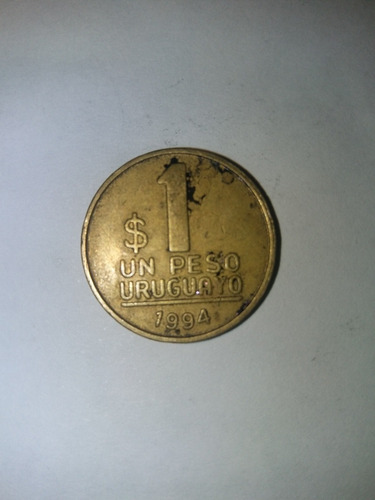 $ 1
UN PESO
URUGUAYO
1994